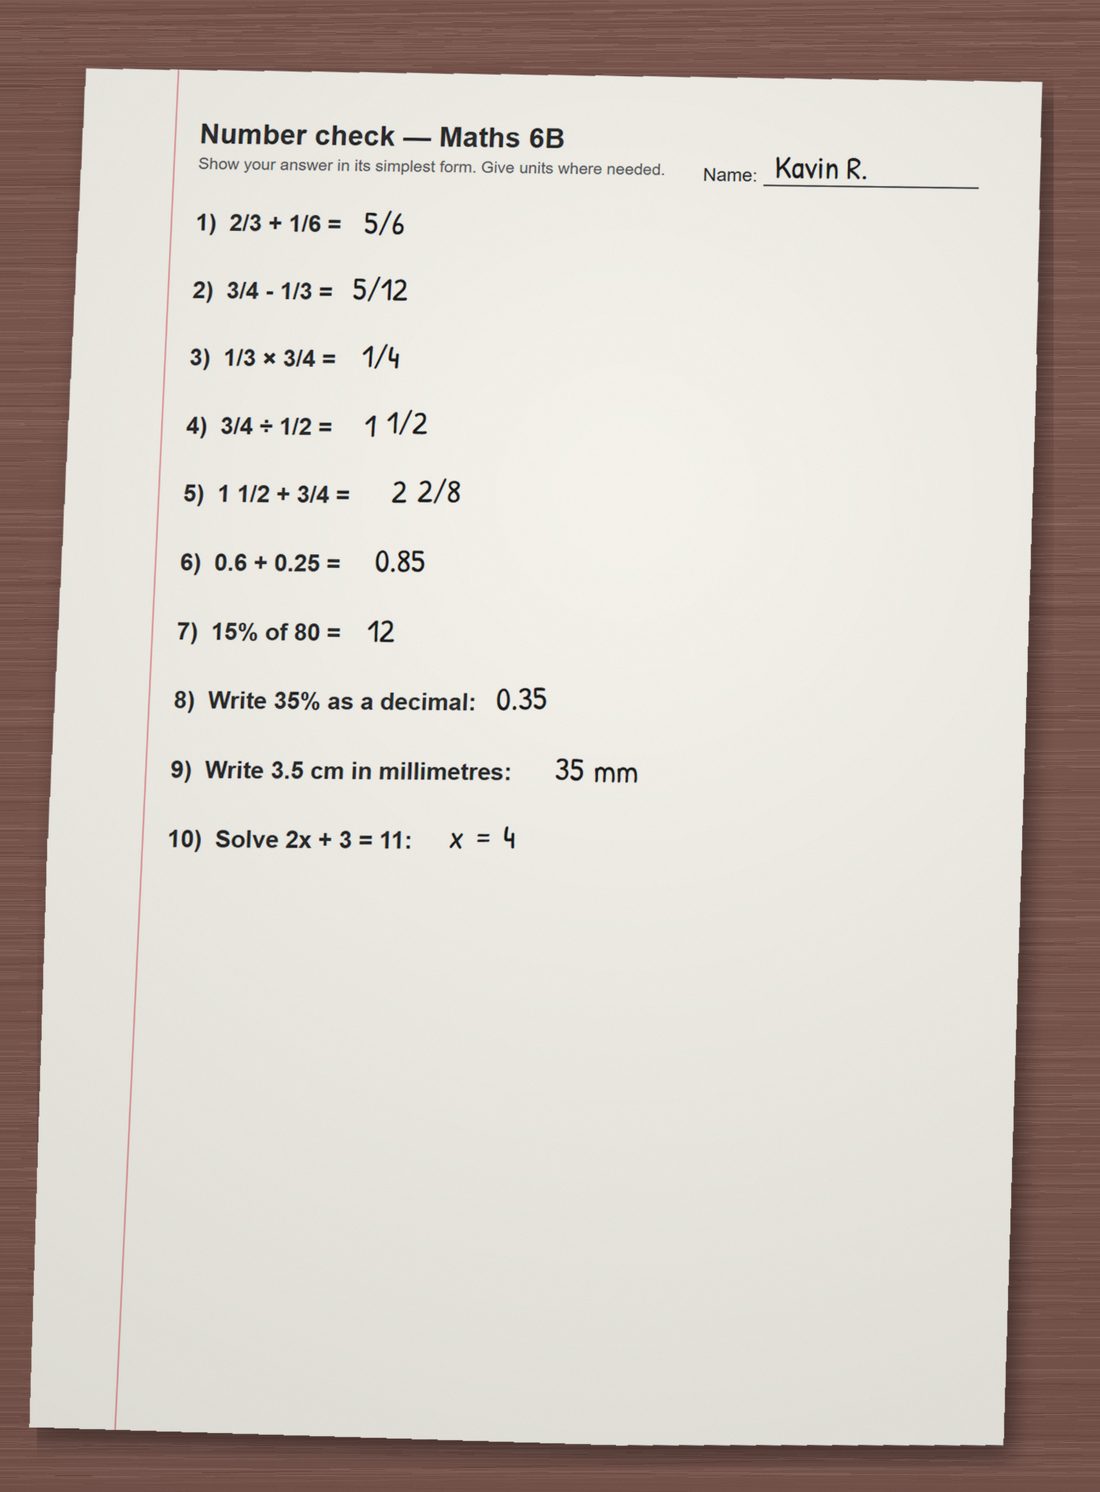 Number check — Maths 6B
Show your answer in its simplest form. Give units where needed.
Name: Kavin R.
1) 2/3 + 1/6 = 5/6
2) 3/4 - 1/3 = 5/12
3) 1/3 × 3/4 = 1/4
4) 3/4 ÷ 1/2 = 1 1/2
5) 1 1/2 + 3/4 = 2 2/8
6) 0.6 + 0.25 = 0.85
7) 15% of 80 = 12
8) Write 35% as a decimal: 0.35
9) Write 3.5 cm in millimetres: 35 mm
10) Solve 2x + 3 = 11: x = 4